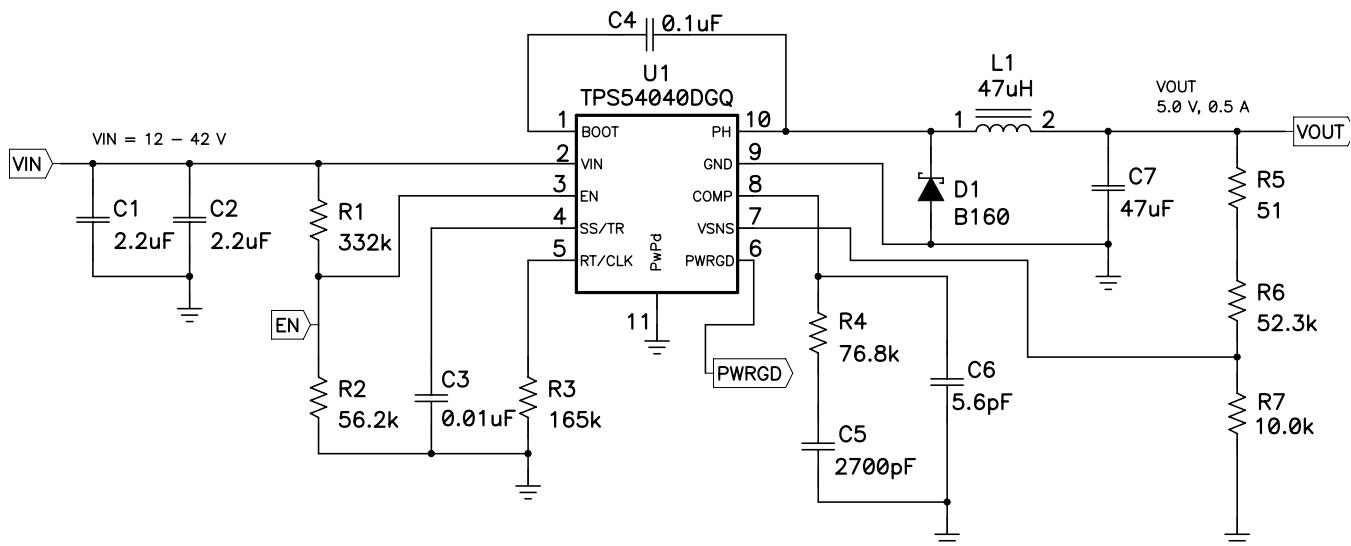 C4
0.1uF
U1
TPS54040DGQ
L1
47uH
VOUT
5.0 V, 0.5 A
VIN = 12 – 42 V
1
BOOT
PH
10
1
2
VOUT
VIN
2
VIN
GND
9
3
EN
COMP
8
4
SS/TR
VSNS
7
5
RT/CLK
PWRGD
6
PwPd
11
C1
2.2uF
C2
2.2uF
R1
332k
D1
B160
C7
47uF
R5
51
R6
52.3k
EN
R4
76.8k
PWRGD
R2
56.2k
C3
0.01uF
R3
165k
C6
5.6pF
R7
10.0k
C5
2700pF